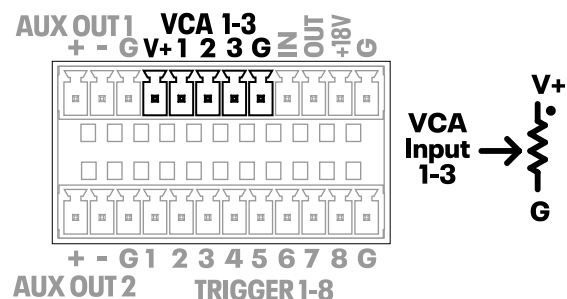 AUX OUT 1 VCA 1-3
+ - G V+ 1 2 3 G IN OUT +18V G
V+
VCA
Input
1-3
G
+ - G 1 2 3 4 5 6 7 8 G
AUX OUT 2 TRIGGER 1-8